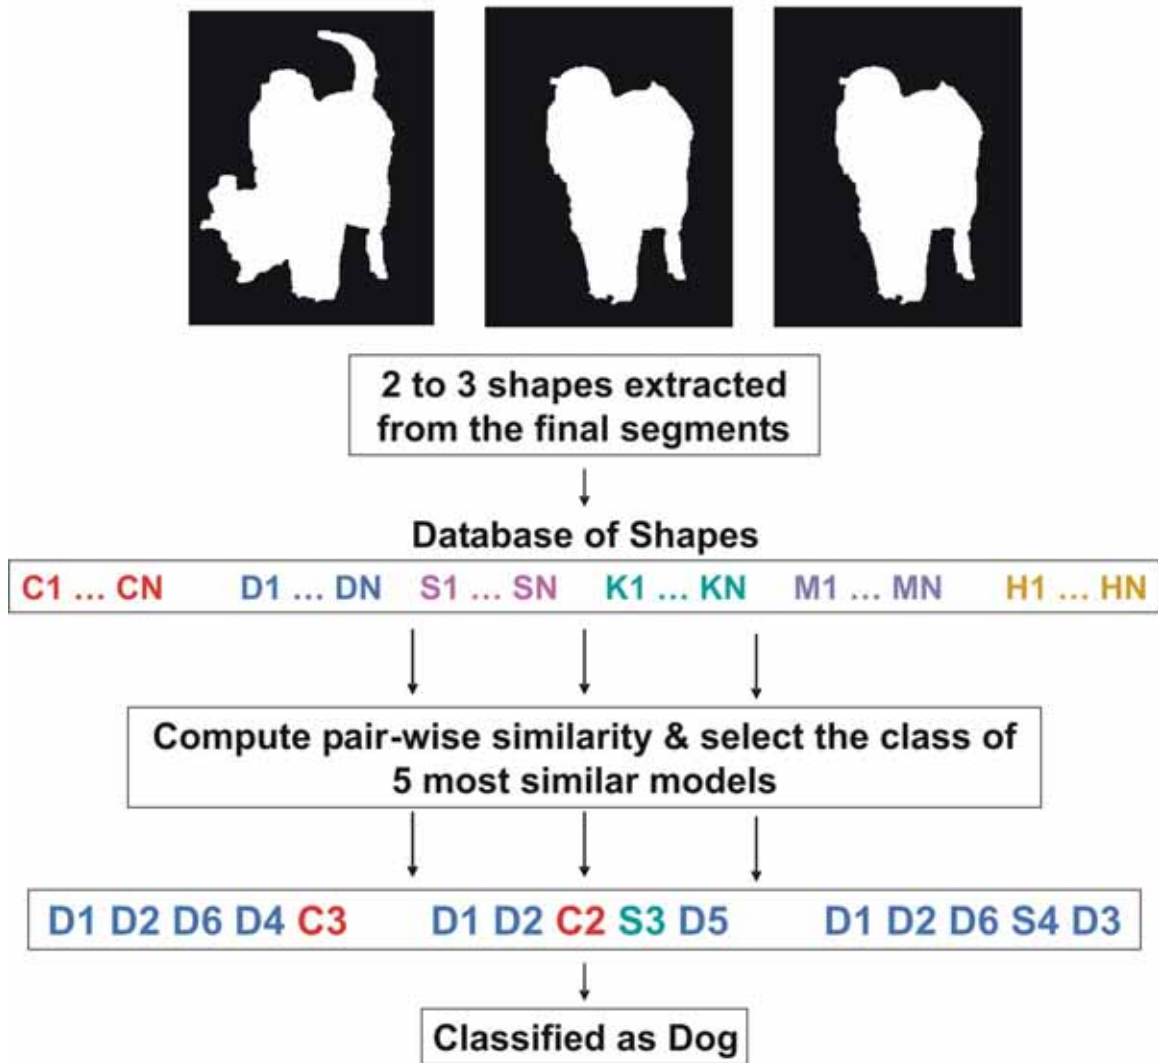 2 to 3 shapes extracted
from the final segments
Database of Shapes
C1 ... CN D1 ... DN S1 ... SN K1 ... KN M1 ... MN H1 ... HN
Compute pair-wise similarity & select the class of
5 most similar models
D1 D2 D6 D4 C3 D1 D2 C2 S3 D5 D1 D2 D6 S4 D3
Classified as Dog